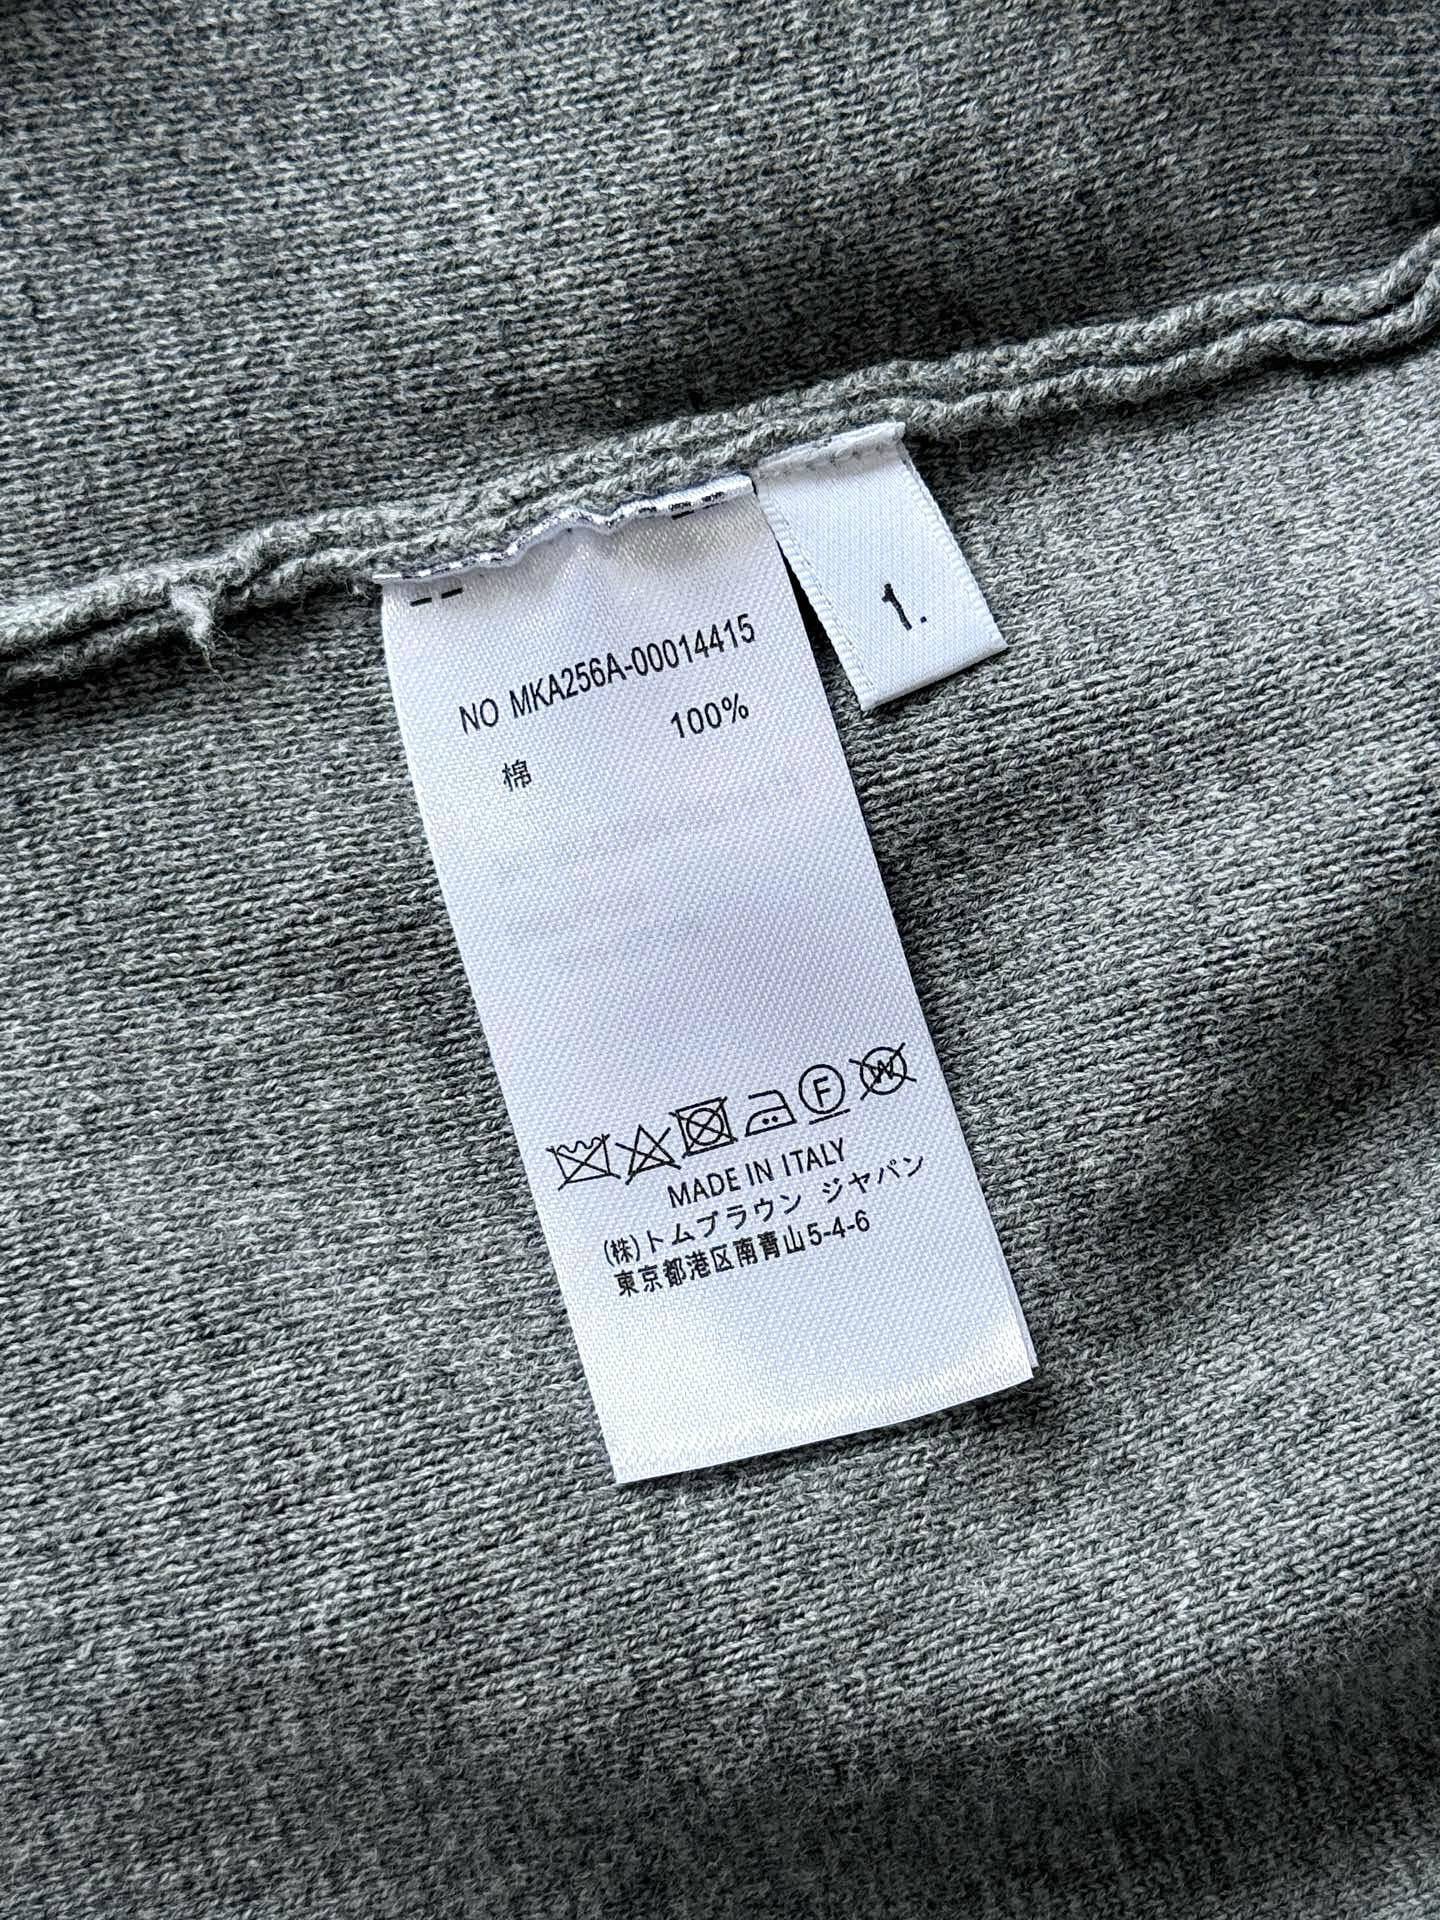 1.
NO MKA256A-00014415
100%
棉
F W
MADE IN ITALY
(株)トムブラウン ジャパン
東京都港区南青山5-4-6